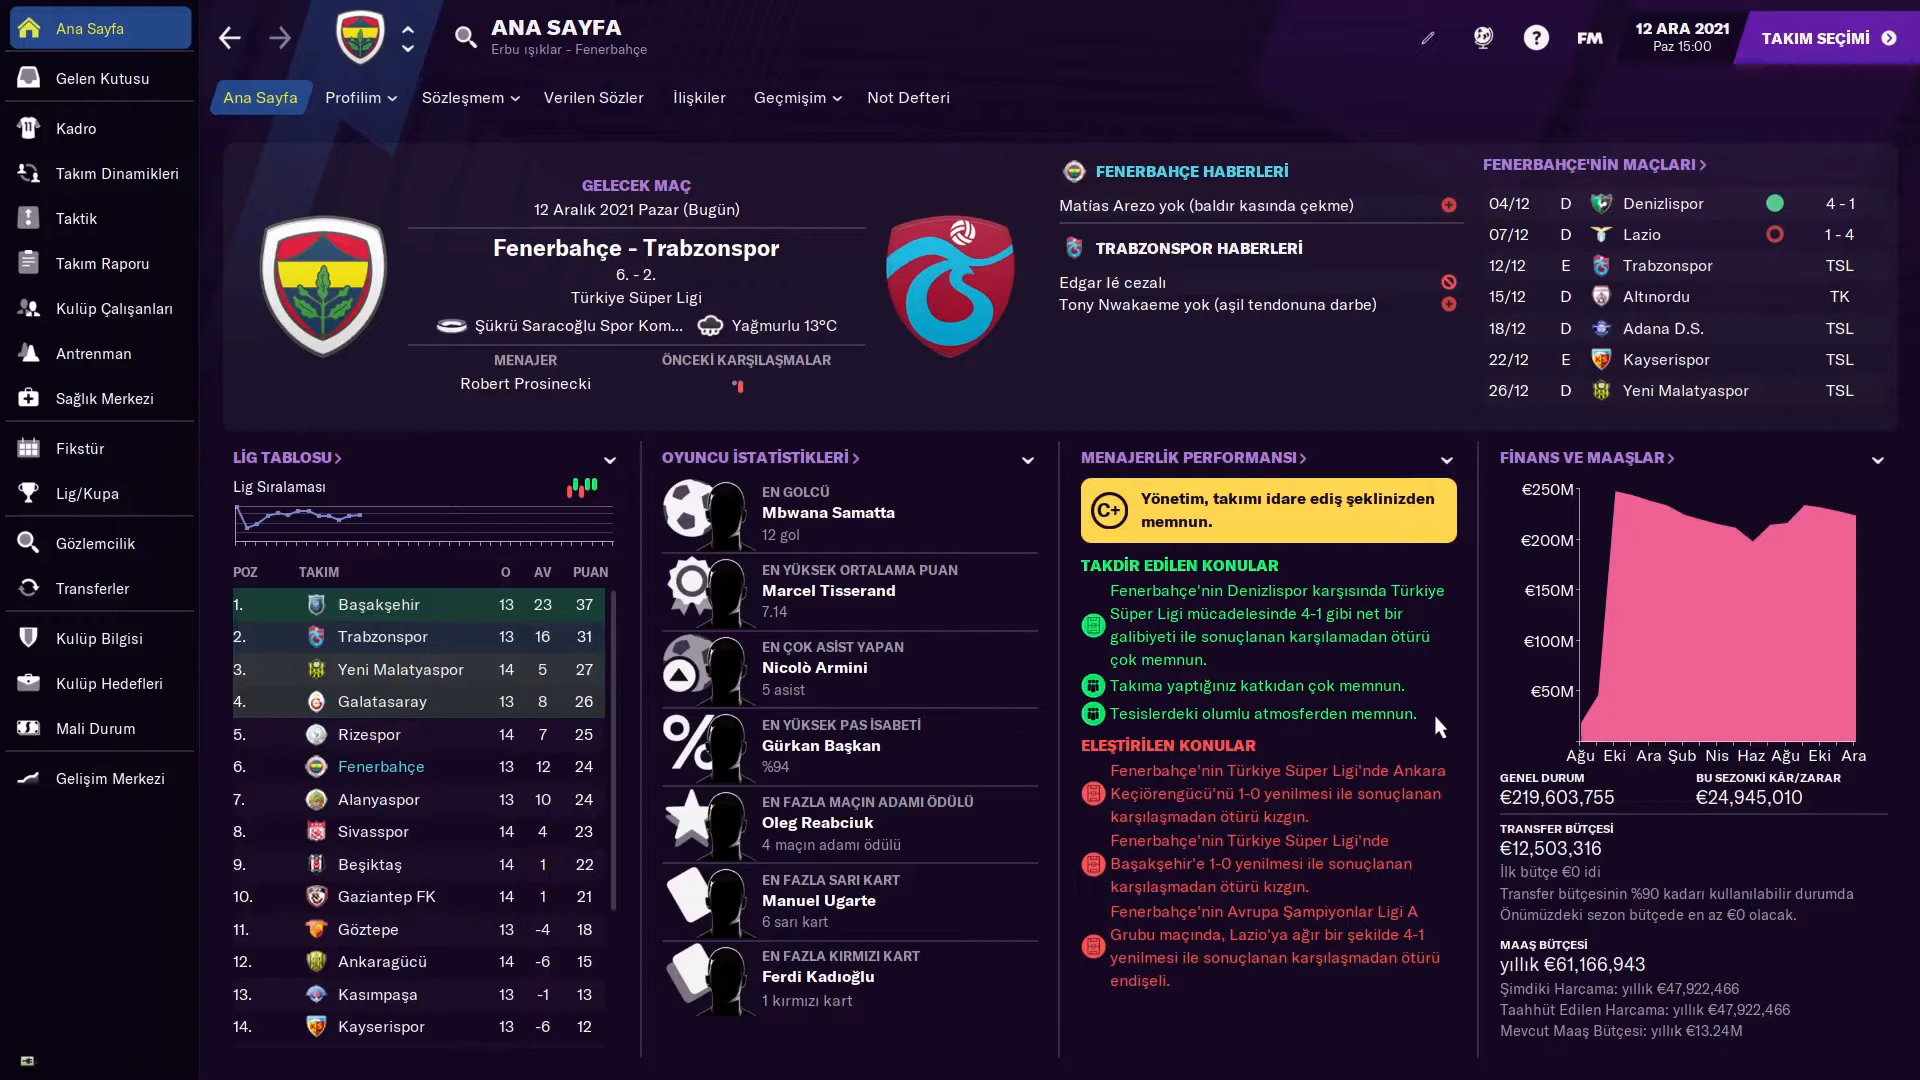 Ana Sayfa
Gelen Kutusu
Kadro
Takım Dinamikleri
Taktik
Takım Raporu
Kulüp Çalışanları
Antrenman
Sağlık Merkezi
Fikstür
Lig/Kupa
Gözlemcilik
Transferler
Kulüp Bilgisi
Kulüp Hedefleri
Mali Durum
Gelişim Merkezi
ANA SAYFA
Erbu ışıklar - Fenerbahçe
FM
12 ARA 2021
Paz 15:00
TAKIM SEÇİMİ
Ana Sayfa
Profilim
Sözleşmem
Verilen Sözler
İlişkiler
Geçmişim
Not Defteri
GELECEK MAÇ
12 Aralık 2021 Pazar (Bugün)
Fenerbahçe - Trabzonspor
6. - 2.
Türkiye Süper Ligi
Şükrü Saracoğlu Spor Kom... Yağmurlu 13°C
MENAJER
Robert Prosinecki
ÖNCEKİ KARŞILAŞMALAR
FENERBAHÇE HABERLERİ
Matías Arezo yok (baldır kasında çekme)
TRABZONSPOR HABERLERİ
Edgar Ié cezalı
Tony Nwakaeme yok (aşil tendonuna darbe)
FENERBAHÇE'NİN MAÇLARI
04/12 D Denizlispor 4 - 1
07/12 D Lazio 1 - 4
12/12 E Trabzonspor TSL
15/12 D Altınordu TK
18/12 D Adana D.S. TSL
22/12 E Kayserispor TSL
26/12 D Yeni Malatyaspor TSL
LİG TABLOSU
Lig Sıralaması
POZ TAKIM O AV PUAN
1. Başakşehir 13 23 37
2. Trabzonspor 13 16 31
3. Yeni Malatyaspor 14 5 27
4. Galatasaray 13 8 26
5. Rizespor 14 7 25
6. Fenerbahçe 13 12 24
7. Alanyaspor 13 10 24
8. Sivasspor 14 4 23
9. Beşiktaş 14 1 22
10. Gaziantep FK 14 1 21
11. Göztepe 13 -4 18
12. Ankaragücü 14 -6 15
13. Kasımpaşa 13 -1 13
14. Kayserispor 13 -6 12
OYUNCU İSTATİSTİKLERİ
EN GOLCÜ
Mbwana Samatta
12 gol
EN YÜKSEK ORTALAMA PUAN
Marcel Tisserand
7.14
EN ÇOK ASİST YAPAN
Nicolò Armini
5 asist
EN YÜKSEK PAS İSABETİ
Gürkan Başkan
%94
EN FAZLA MAÇIN ADAMI ÖDÜLÜ
Oleg Reabciuk
4 maçın adamı ödülü
EN FAZLA SARI KART
Manuel Ugarte
6 sarı kart
EN FAZLA KIRMIZI KART
Ferdi Kadıoğlu
1 kırmızı kart
MENAJERLİK PERFORMANSI
C+
Yönetim, takımı idare ediş şeklinizden
memnun.
TAKDİR EDİLEN KONULAR
Fenerbahçe'nin Denizlispor karşısında Türkiye
Süper Ligi mücadelesinde 4-1 gibi net bir
galibiyeti ile sonuçlanan karşılamadan ötürü
çok memnun.
Takıma yaptığınız katkıdan çok memnun.
Tesislerdeki olumlu atmosferden memnun.
ELEŞTİRİLEN KONULAR
Fenerbahçe'nin Türkiye Süper Ligi'nde Ankara
Keçiörengücü'nü 1-0 yenilmesi ile sonuçlanan
karşılaşmadan ötürü kızgın.
Fenerbahçe'nin Türkiye Süper Ligi'nde
Başakşehir'e 1-0 yenilmesi ile sonuçlanan
karşılaşmadan ötürü kızgın.
Fenerbahçe'nin Avrupa Şampiyonlar Ligi A
Grubu maçında, Lazio'ya ağır bir şekilde 4-1
yenilmesi ile sonuçlanan karşılaşmadan ötürü
endişeli.
FİNANS VE MAAŞLAR
€250M
€200M
€150M
€100M
€50M
Ağu Eki Ara Şub Nis Haz Ağu Eki Ara
GENEL DURUM
€219,603,755
BU SEZONKİ KÂR/ZARAR
€24,945,010
TRANSFER BÜTÇESİ
€12,503,316
İlk bütçe €0 idi
Transfer bütçesinin %90 kadarı kullanılabilir durumda
Önümüzdeki sezon bütçede en az €0 olacak.
MAAŞ BÜTÇESİ
yıllık €61,166,943
Şimdiki Harcama: yıllık €47,922,466
Taahhüt Edilen Harcama: yıllık €47,922,466
Mevcut Maaş Bütçesi: yıllık €13.24M